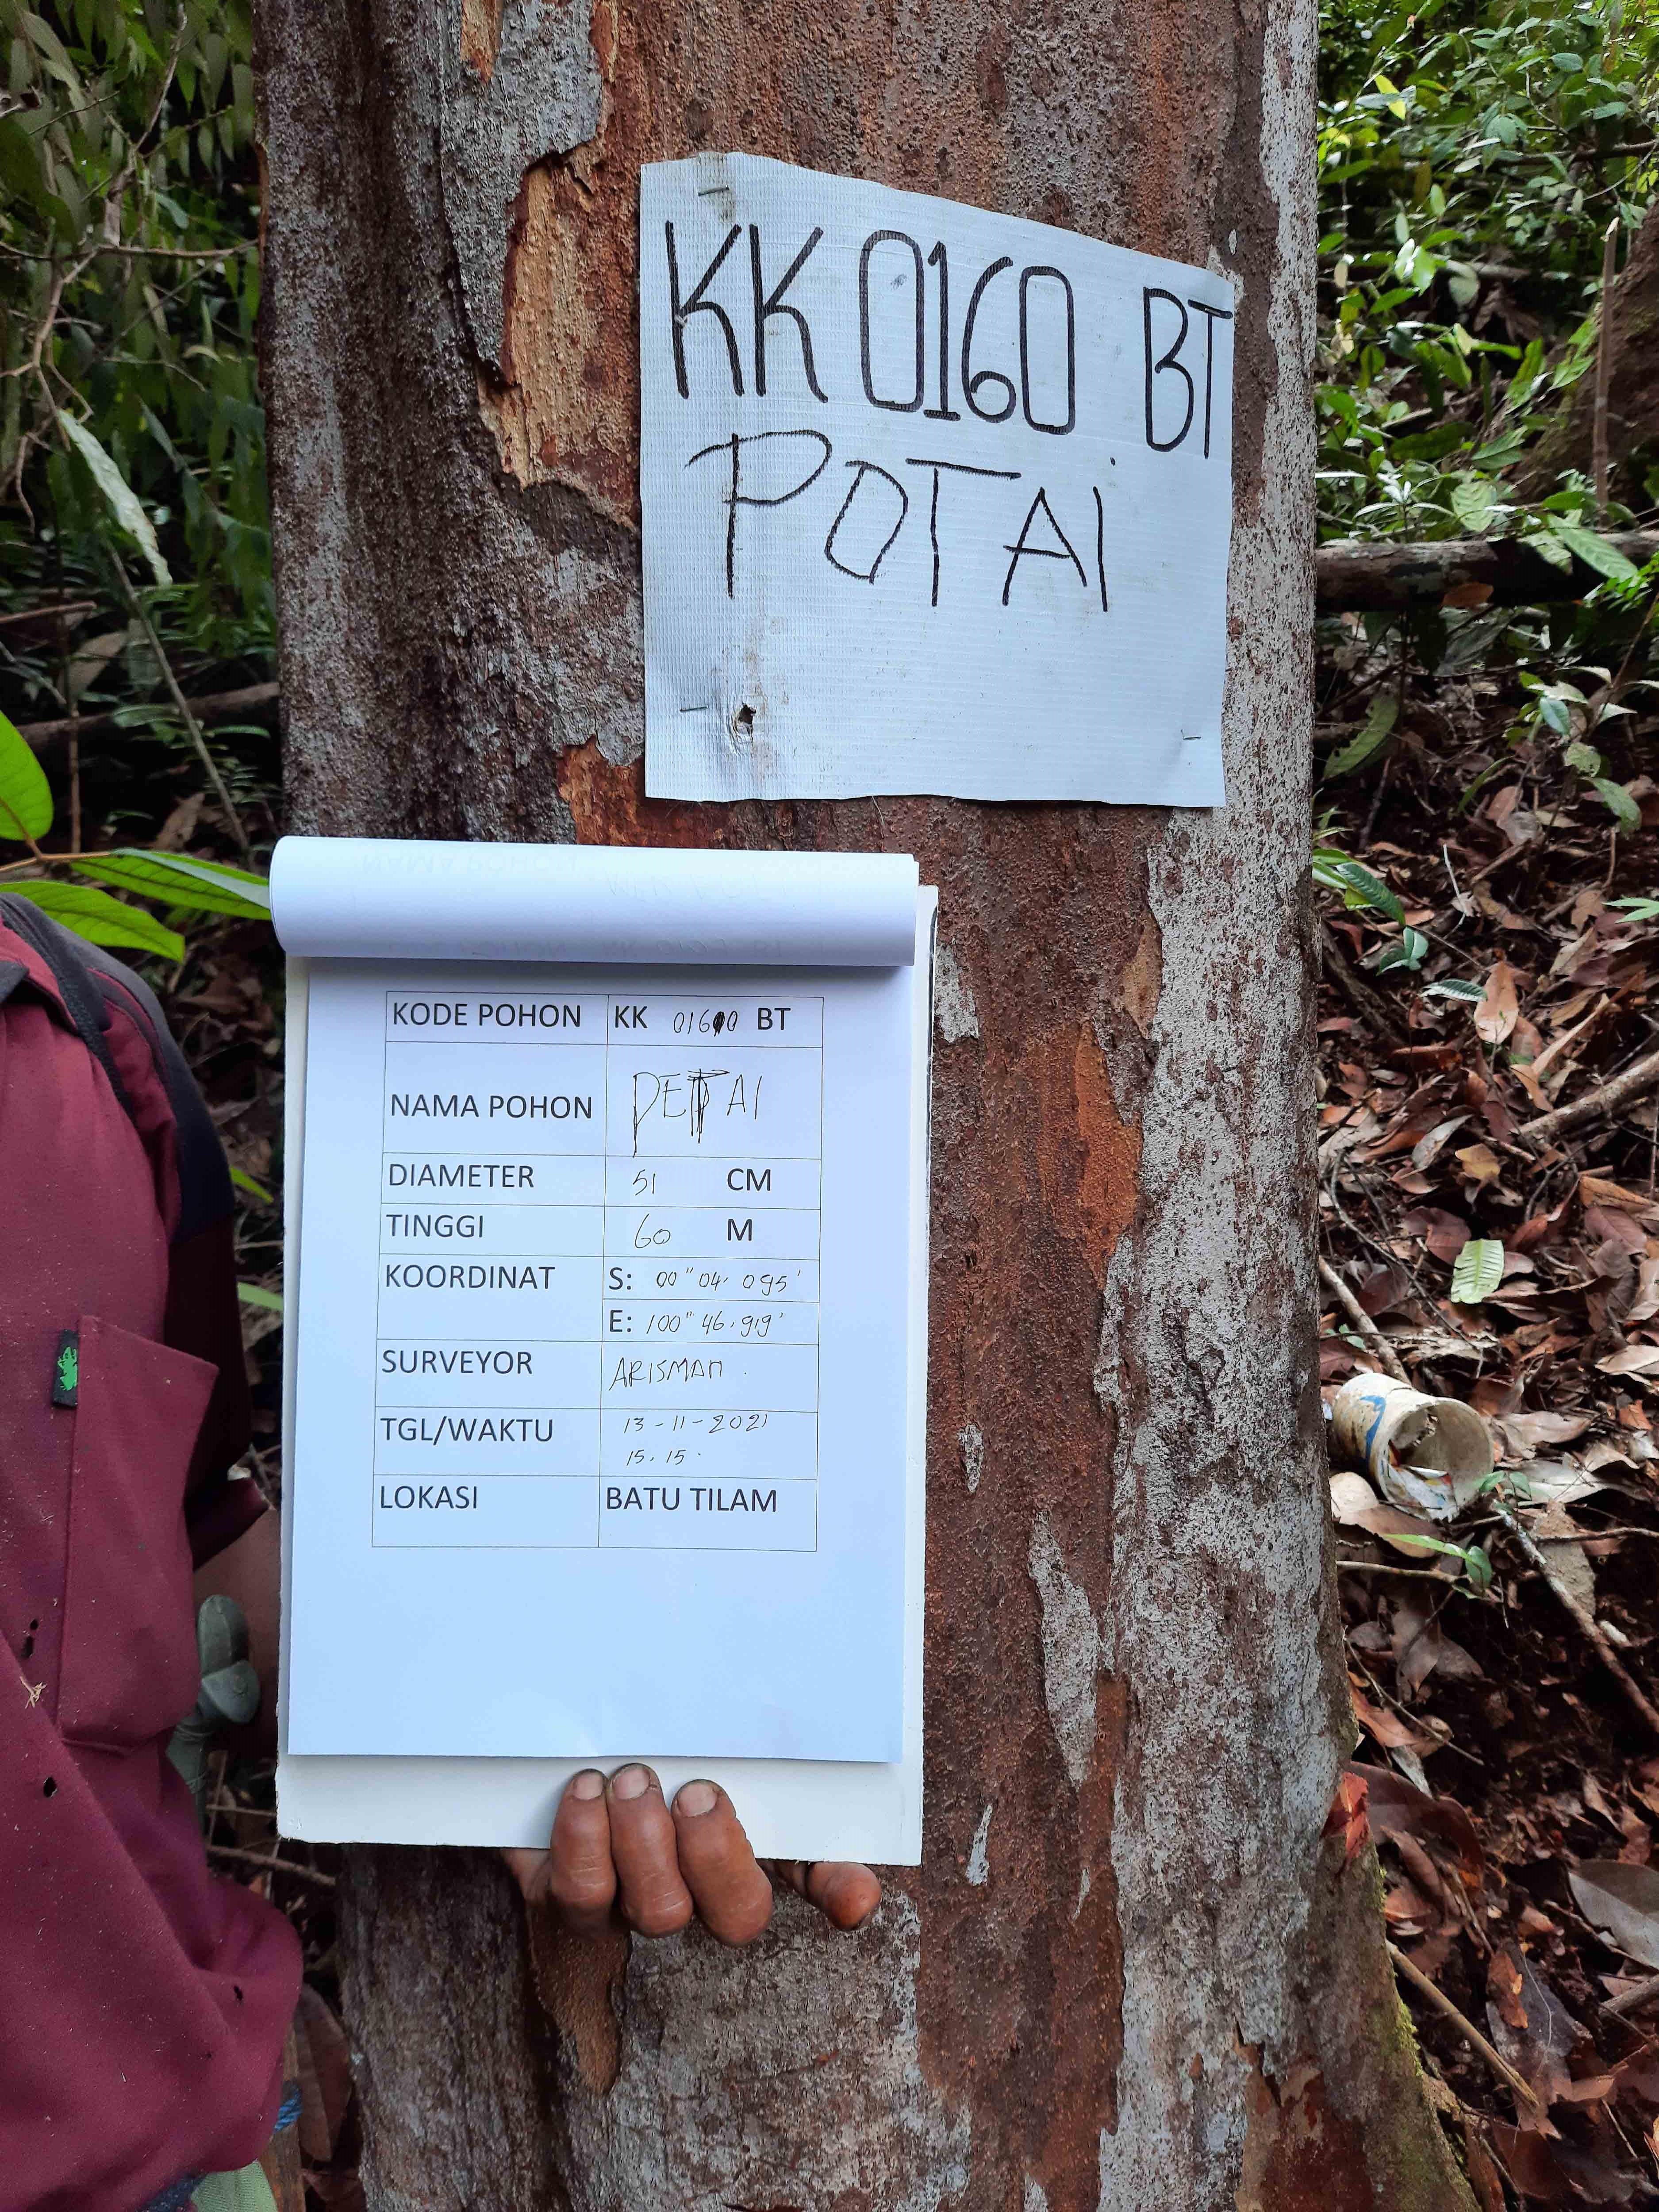 KK 0160 BT
POTAI
KODE POHON KK 0160 BT
NAMA POHON PETAI
DIAMETER 51 CM
TINGGI 60 M
KOORDINAT S: 00" 04. 095'
E: 100" 46.919'
SURVEYOR ARISMAN.
TGL/WAKTU 13-11-2021
15.15.
LOKASI BATU TILAM